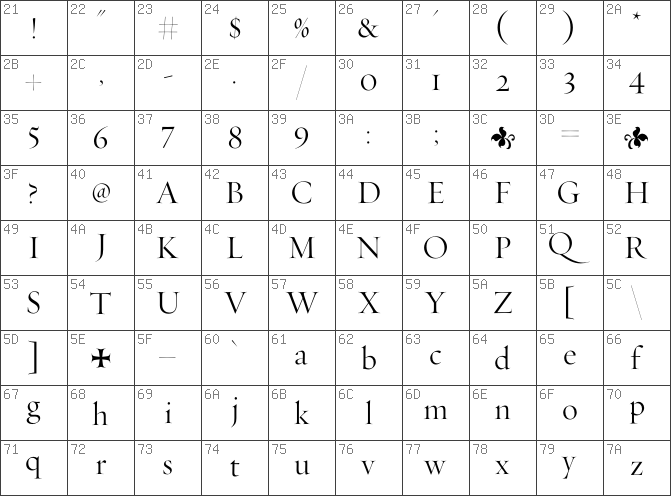 21 ! 22 " 23 # 24 $ 25 % 26 & 27 ' 28 ( 29 ) 2A *
2B + 2C , 2D - 2E . 2F / 30 0 31 1 32 2 33 3 34 4
35 5 36 6 37 7 38 8 39 9 3A : 3B ; 3C 3D = 3E
3F ? 40 @ 41 A 42 B 43 C 44 D 45 E 46 F 47 G 48 H
49 I 4A J 4B K 4C L 4D M 4E N 4F O 50 P 51 Q 52 R
53 S 54 T 55 U 56 V 57 W 58 X 59 Y 5A Z 5B [ 5C \
5D ] 5E ✠ 5F _ 60 ` 61 a 62 b 63 c 64 d 65 e 66 f
67 g 68 h 69 i 6A j 6B k 6C l 6D m 6E n 6F o 70 p
71 q 72 r 73 s 74 t 75 u 76 v 77 w 78 x 79 y 7A z